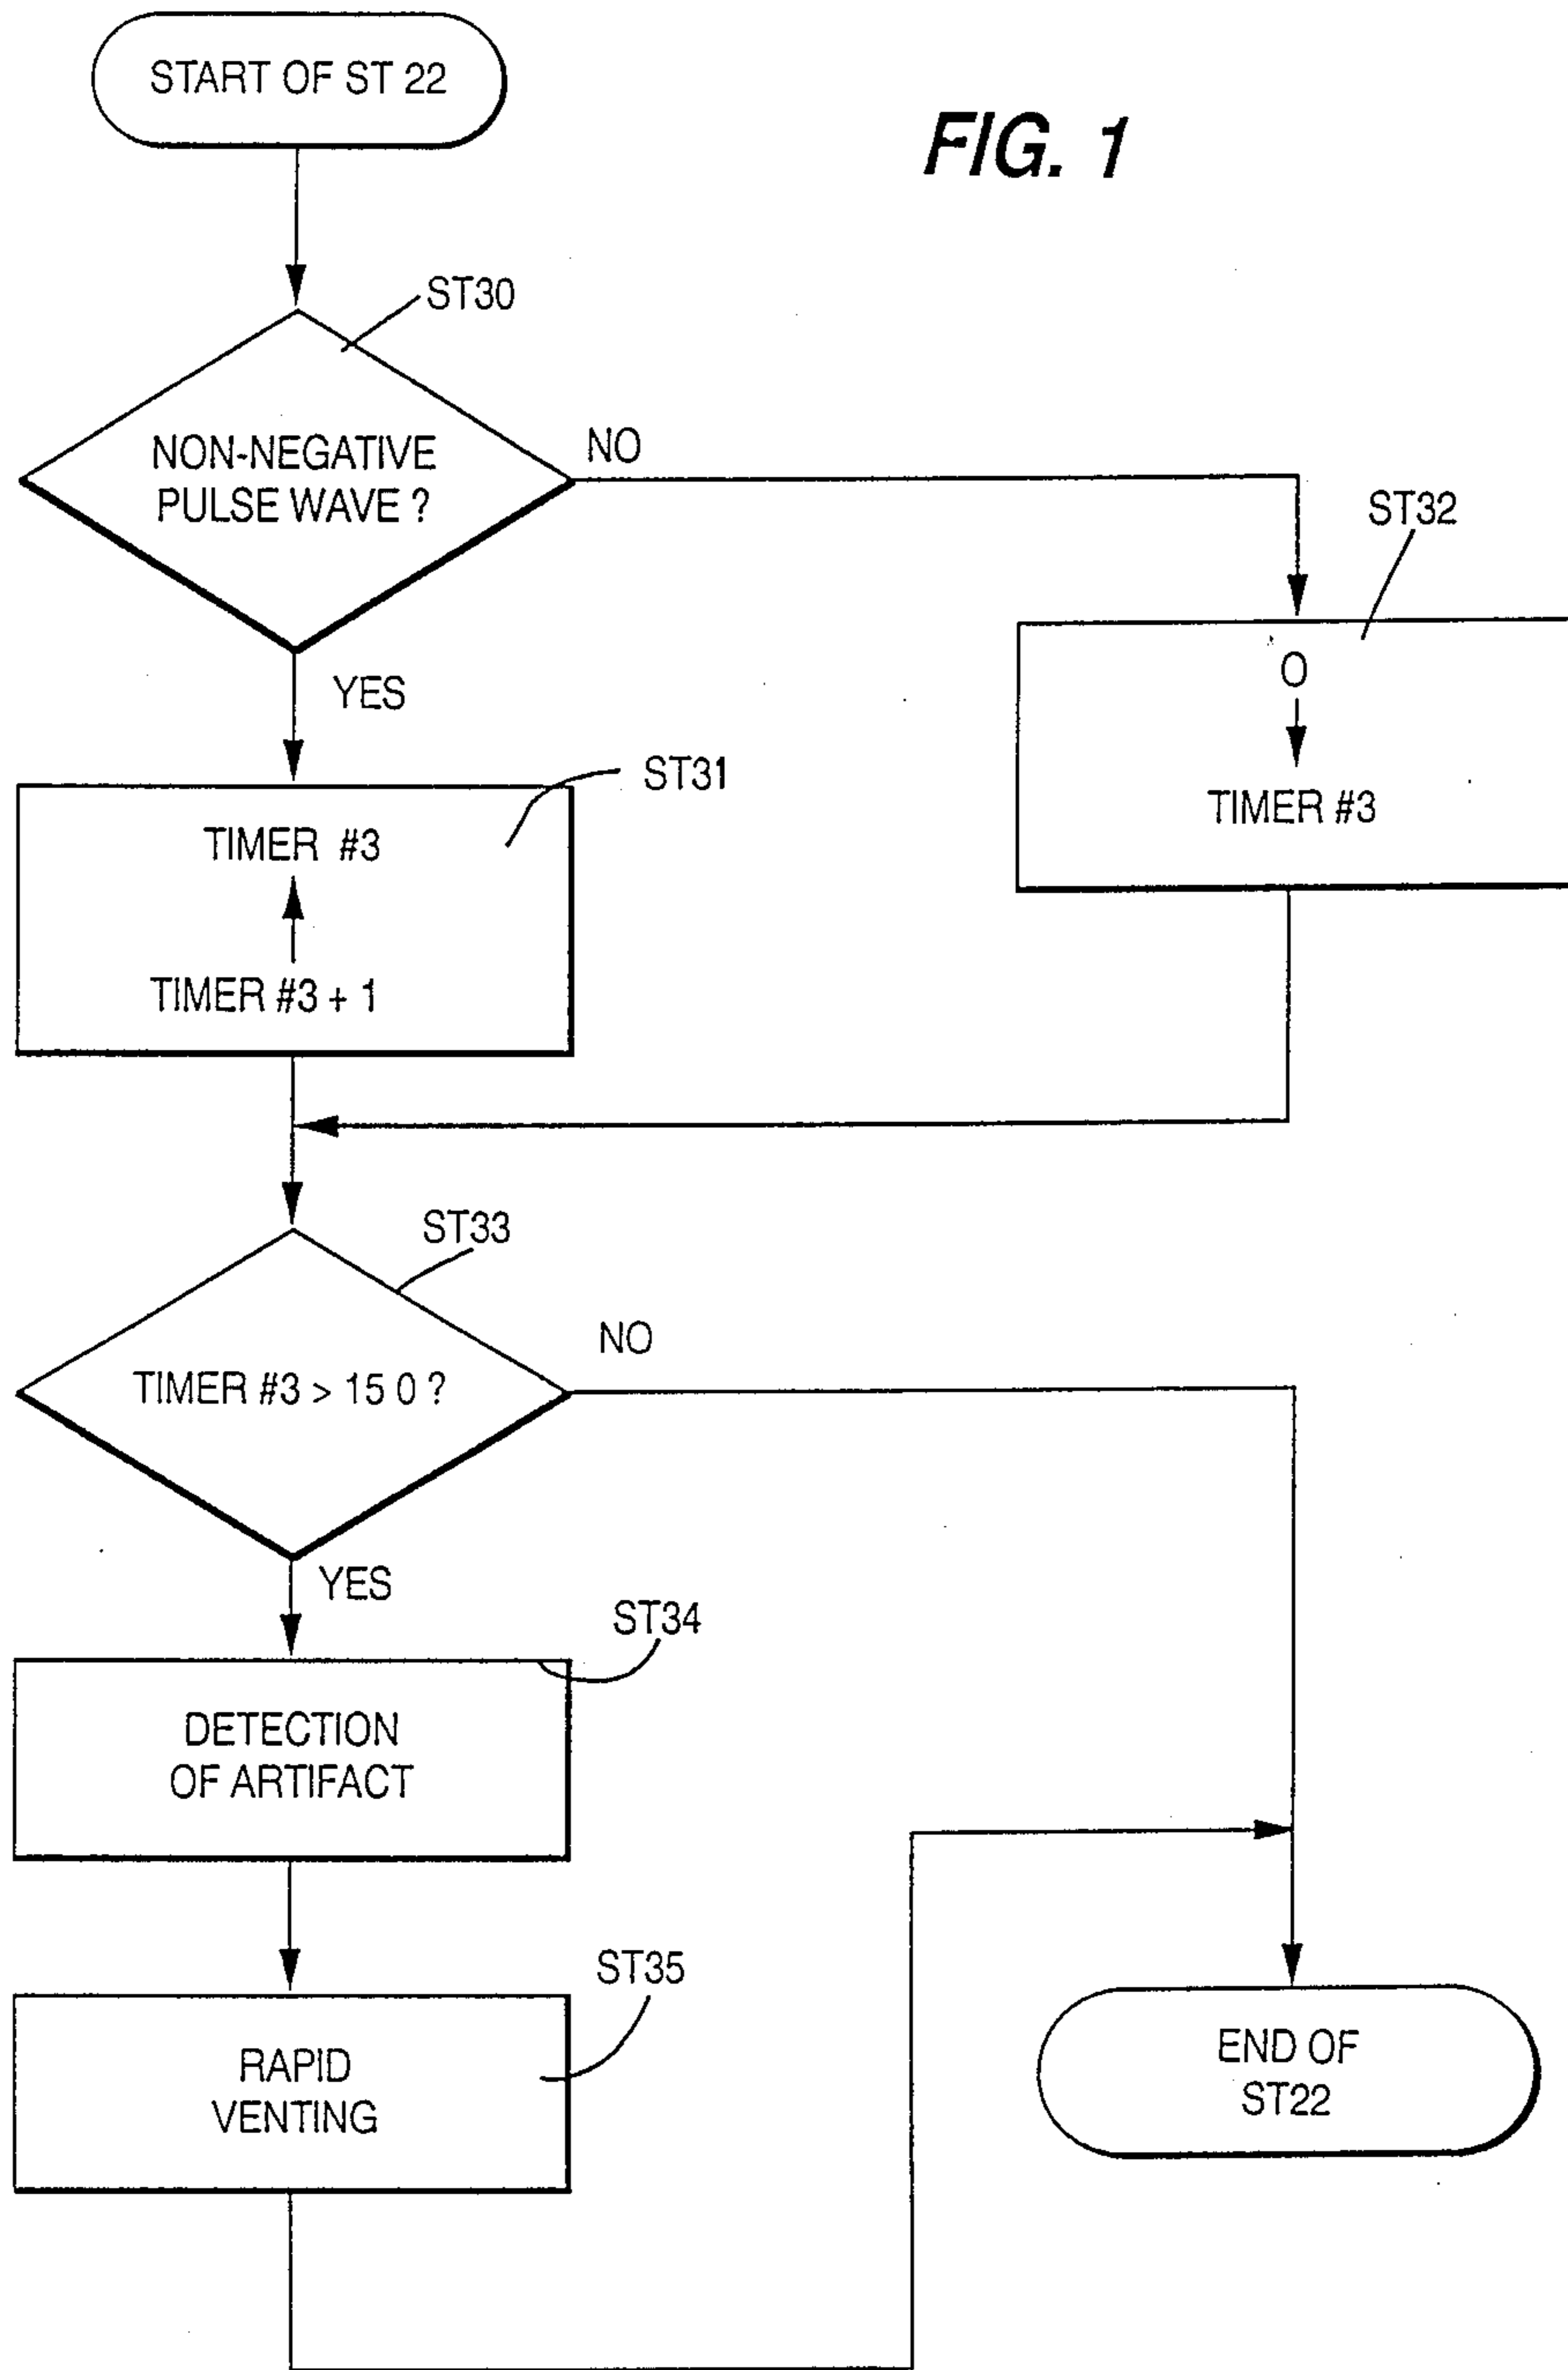 START OF ST 22
FIG. 1
ST30
NON-NEGATIVE
PULSE WAVE ?
NO
YES
ST32
O
TIMER #3
ST31
TIMER #3
TIMER #3 + 1
ST33
TIMER #3 > 15 0 ?
NO
YES
ST34
DETECTION
OF ARTIFACT
ST35
RAPID
VENTING
END OF
ST22